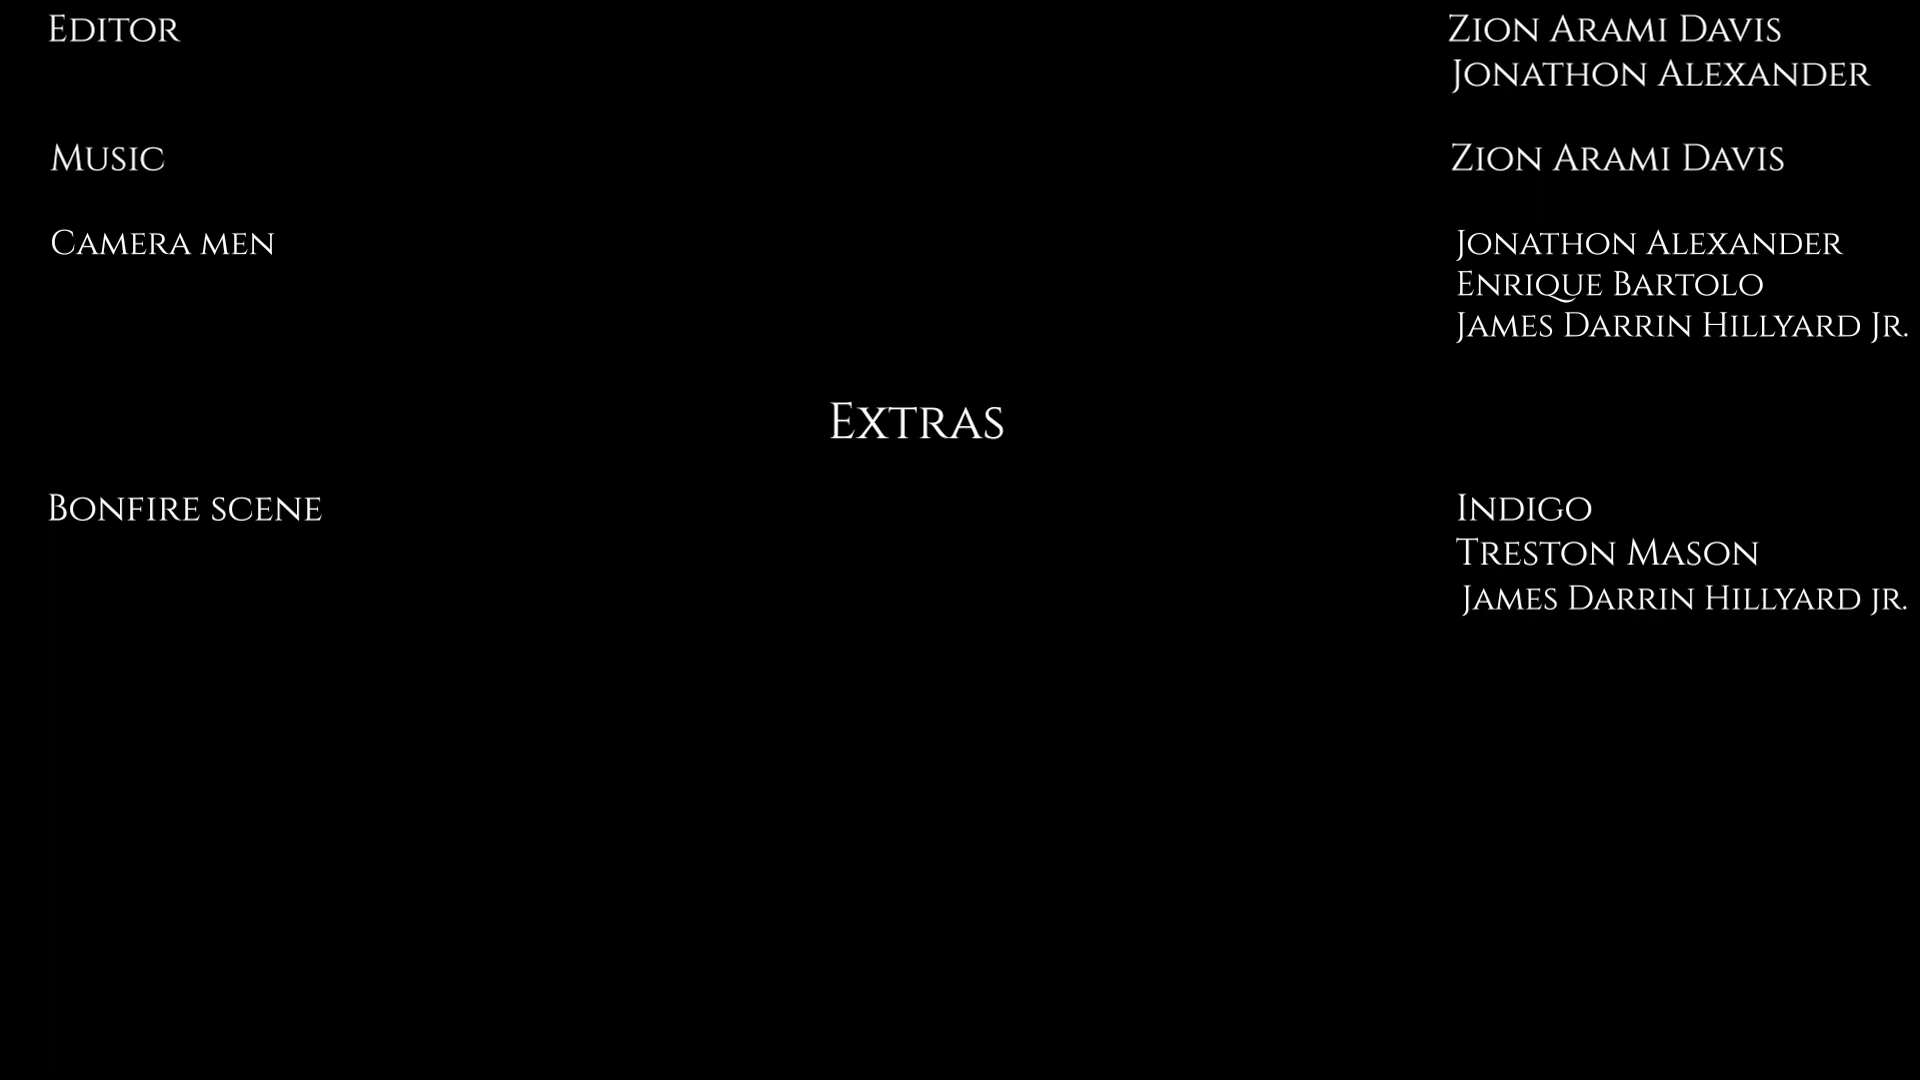 Editor Zion Arami Davis
Jonathon Alexander
Music Zion Arami Davis
Camera men Jonathon Alexander
Enrique Bartolo
James Darrin Hillyard Jr.
Extras
Bonfire scene Indigo
Treston Mason
James Darrin Hillyard jr.